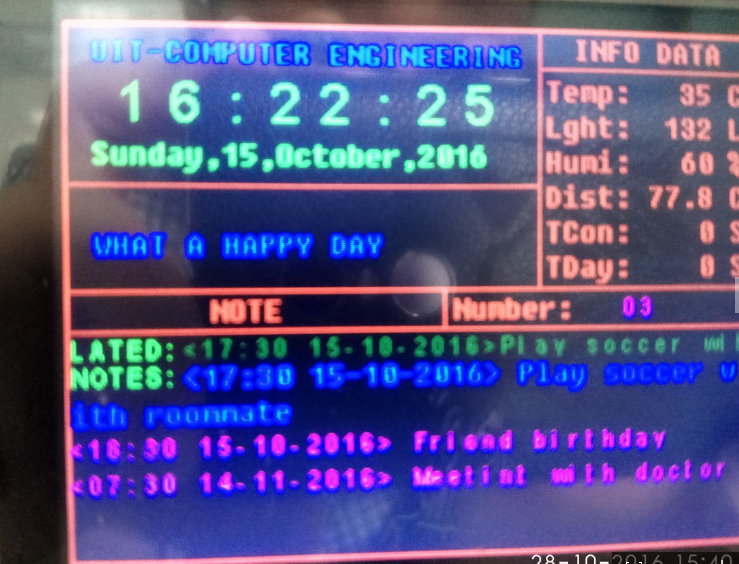 UIT-COMPUTER ENGINEERING
16:22:25
Sunday,15,October,2016
WHAT A HAPPY DAY
INFO DATA
Temp: 35 C
Lght: 132 L
Humi: 60 %
Dist: 77.8 C
TCon: 0 S
TDay: 0 S
NOTE
Number: 03
LATED:<17:30 15-10-2016>Play soccer wi
NOTES:<17:30 15-10-2016> Play soccer w
ith roonmate
<18:30 15-10-2016> Friend birthday
<07:30 14-11-2016> Meetint with doctor
28-10-2016 15:40